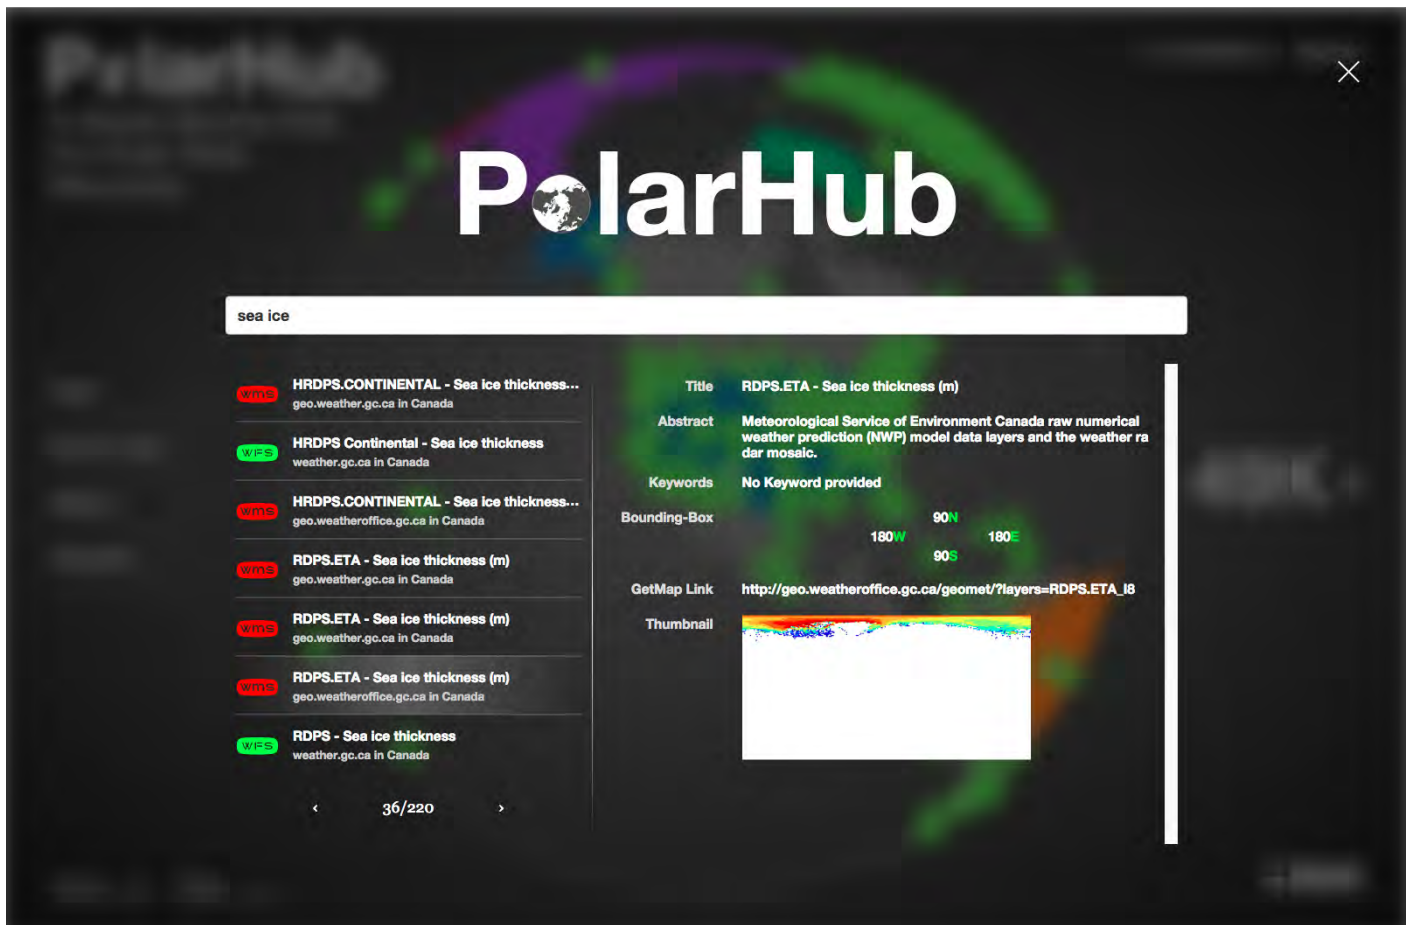 PolarHub
sea ice
wms
HRDPS.CONTINENTAL - Sea ice thickness...
geo.weather.gc.ca in Canada
WFS
HRDPS Continental - Sea ice thickness
weather.gc.ca in Canada
wms
HRDPS.CONTINENTAL - Sea ice thickness...
geo.weatheroffice.gc.ca in Canada
wms
RDPS.ETA - Sea ice thickness (m)
geo.weather.gc.ca in Canada
wms
RDPS.ETA - Sea ice thickness (m)
geo.weather.gc.ca in Canada
wms
RDPS.ETA - Sea ice thickness (m)
geo.weatheroffice.gc.ca in Canada
WFS
RDPS - Sea ice thickness
weather.gc.ca in Canada
‹ 36/220 ›
Title RDPS.ETA - Sea ice thickness (m)
Abstract Meteorological Service of Environment Canada raw numerical
weather prediction (NWP) model data layers and the weather ra
dar mosaic.
Keywords No Keyword provided
Bounding-Box
90N
180W 180E
90S
GetMap Link http://geo.weatheroffice.gc.ca/geomet/?layers=RDPS.ETA_I8
Thumbnail